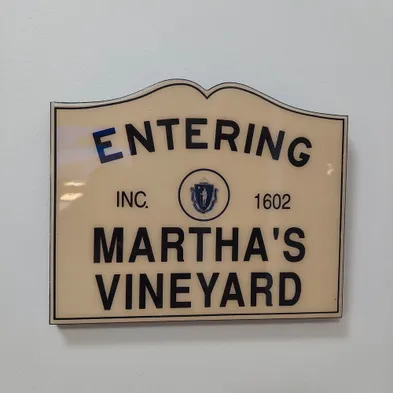 ENTERING
INC. 1602
MARTHA'S
VINEYARD